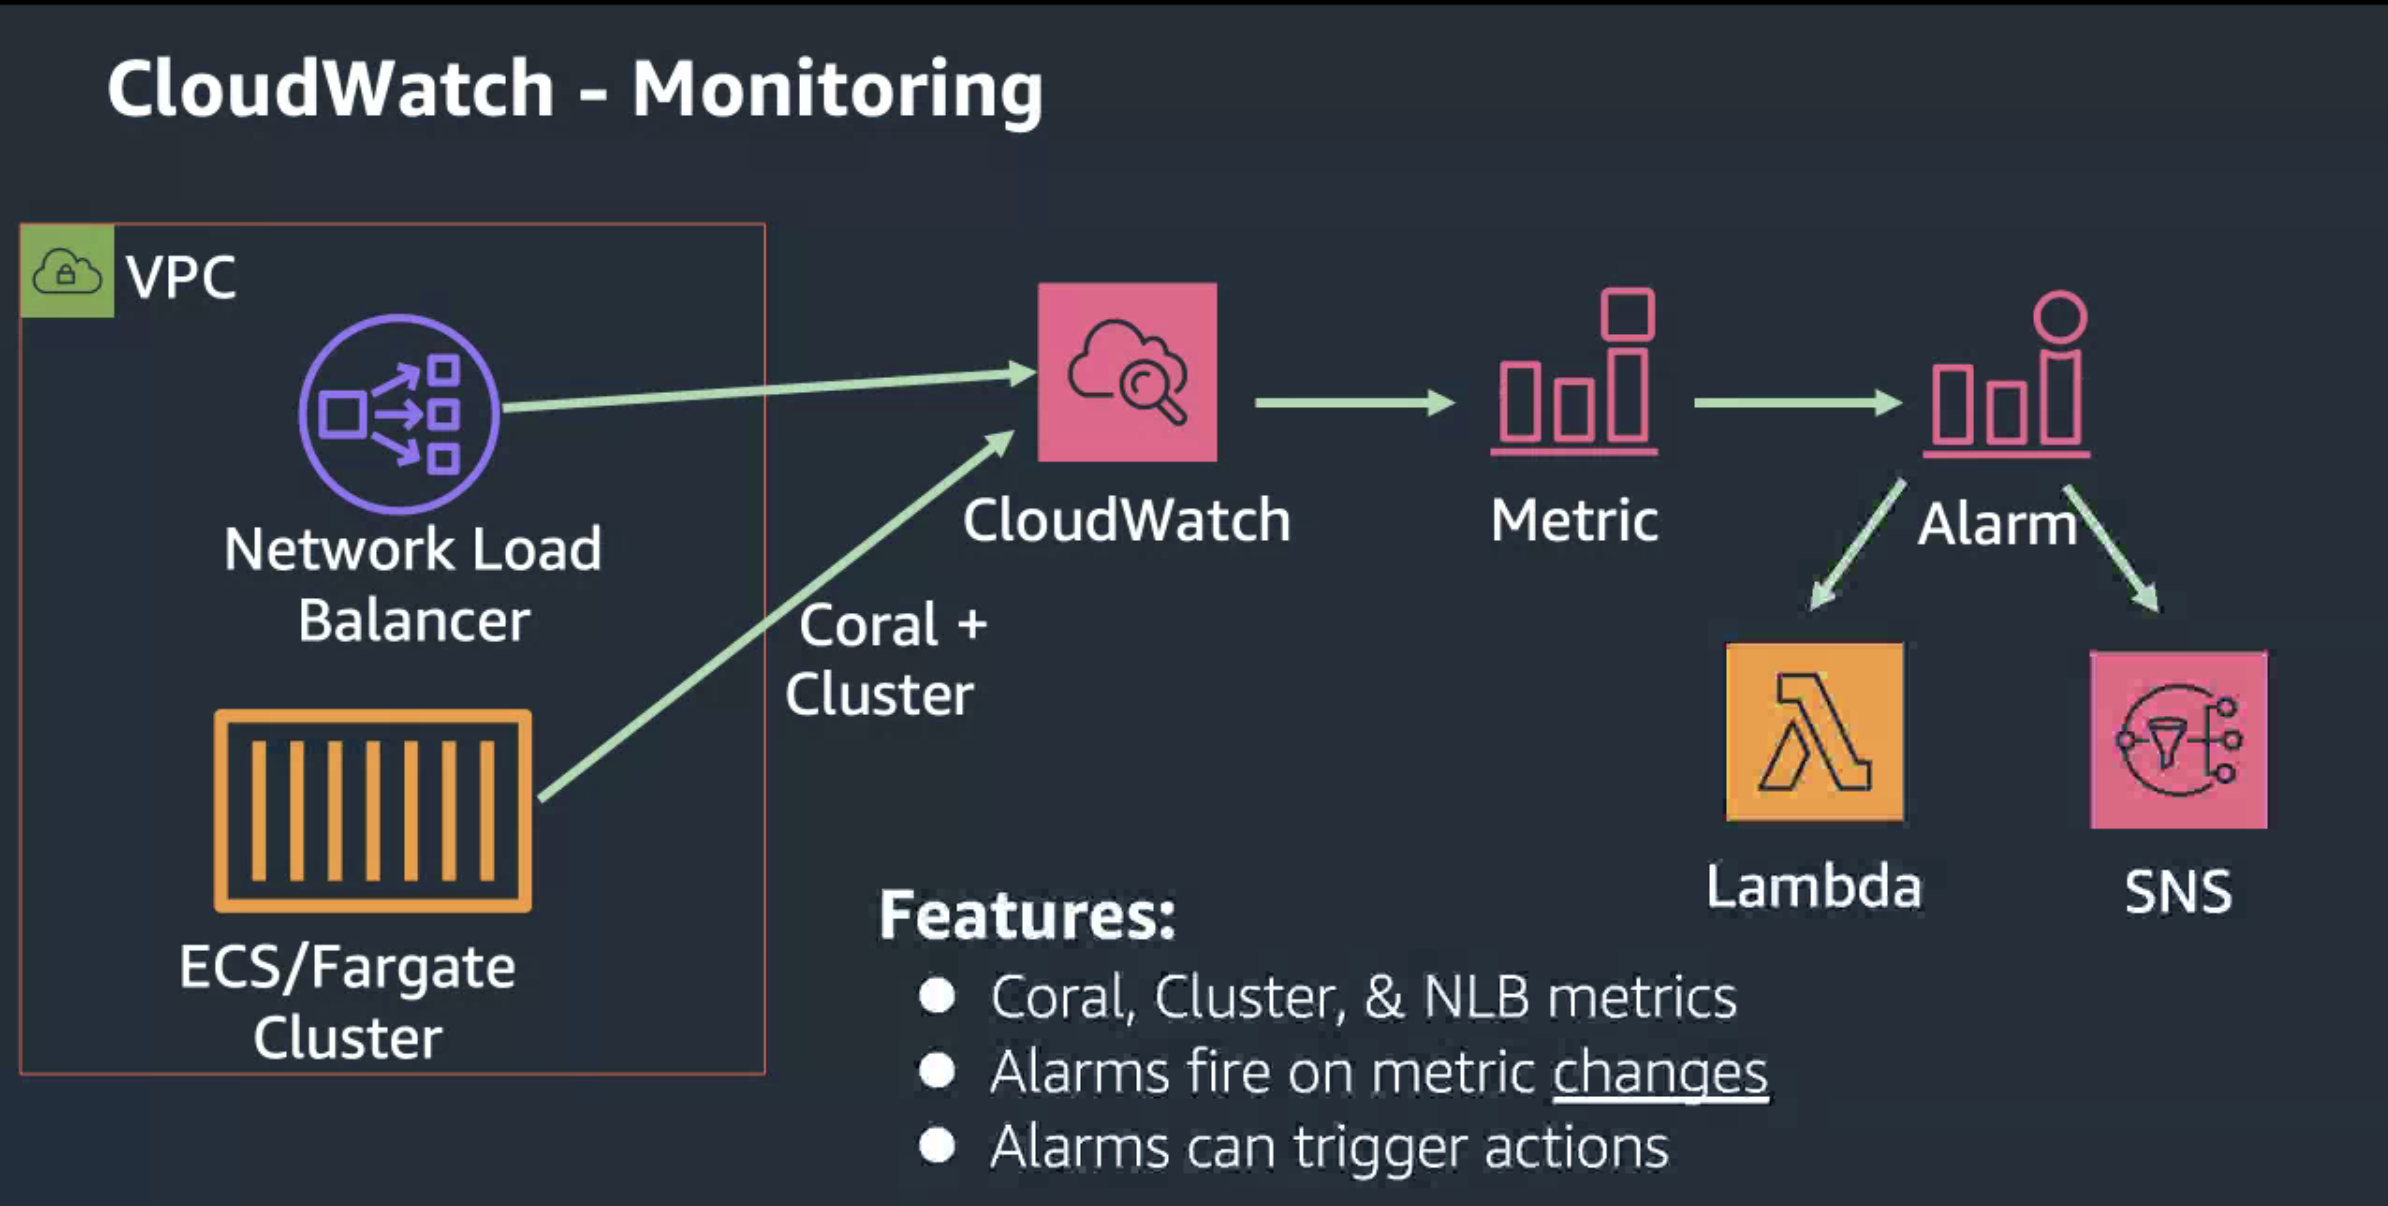 CloudWatch - Monitoring
VPC
Network Load
Balancer
ECS/Fargate
Cluster
Coral +
Cluster
CloudWatch
Metric
Alarm
Lambda
SNS
Features:
● Coral, Cluster, & NLB metrics
● Alarms fire on metric changes
● Alarms can trigger actions